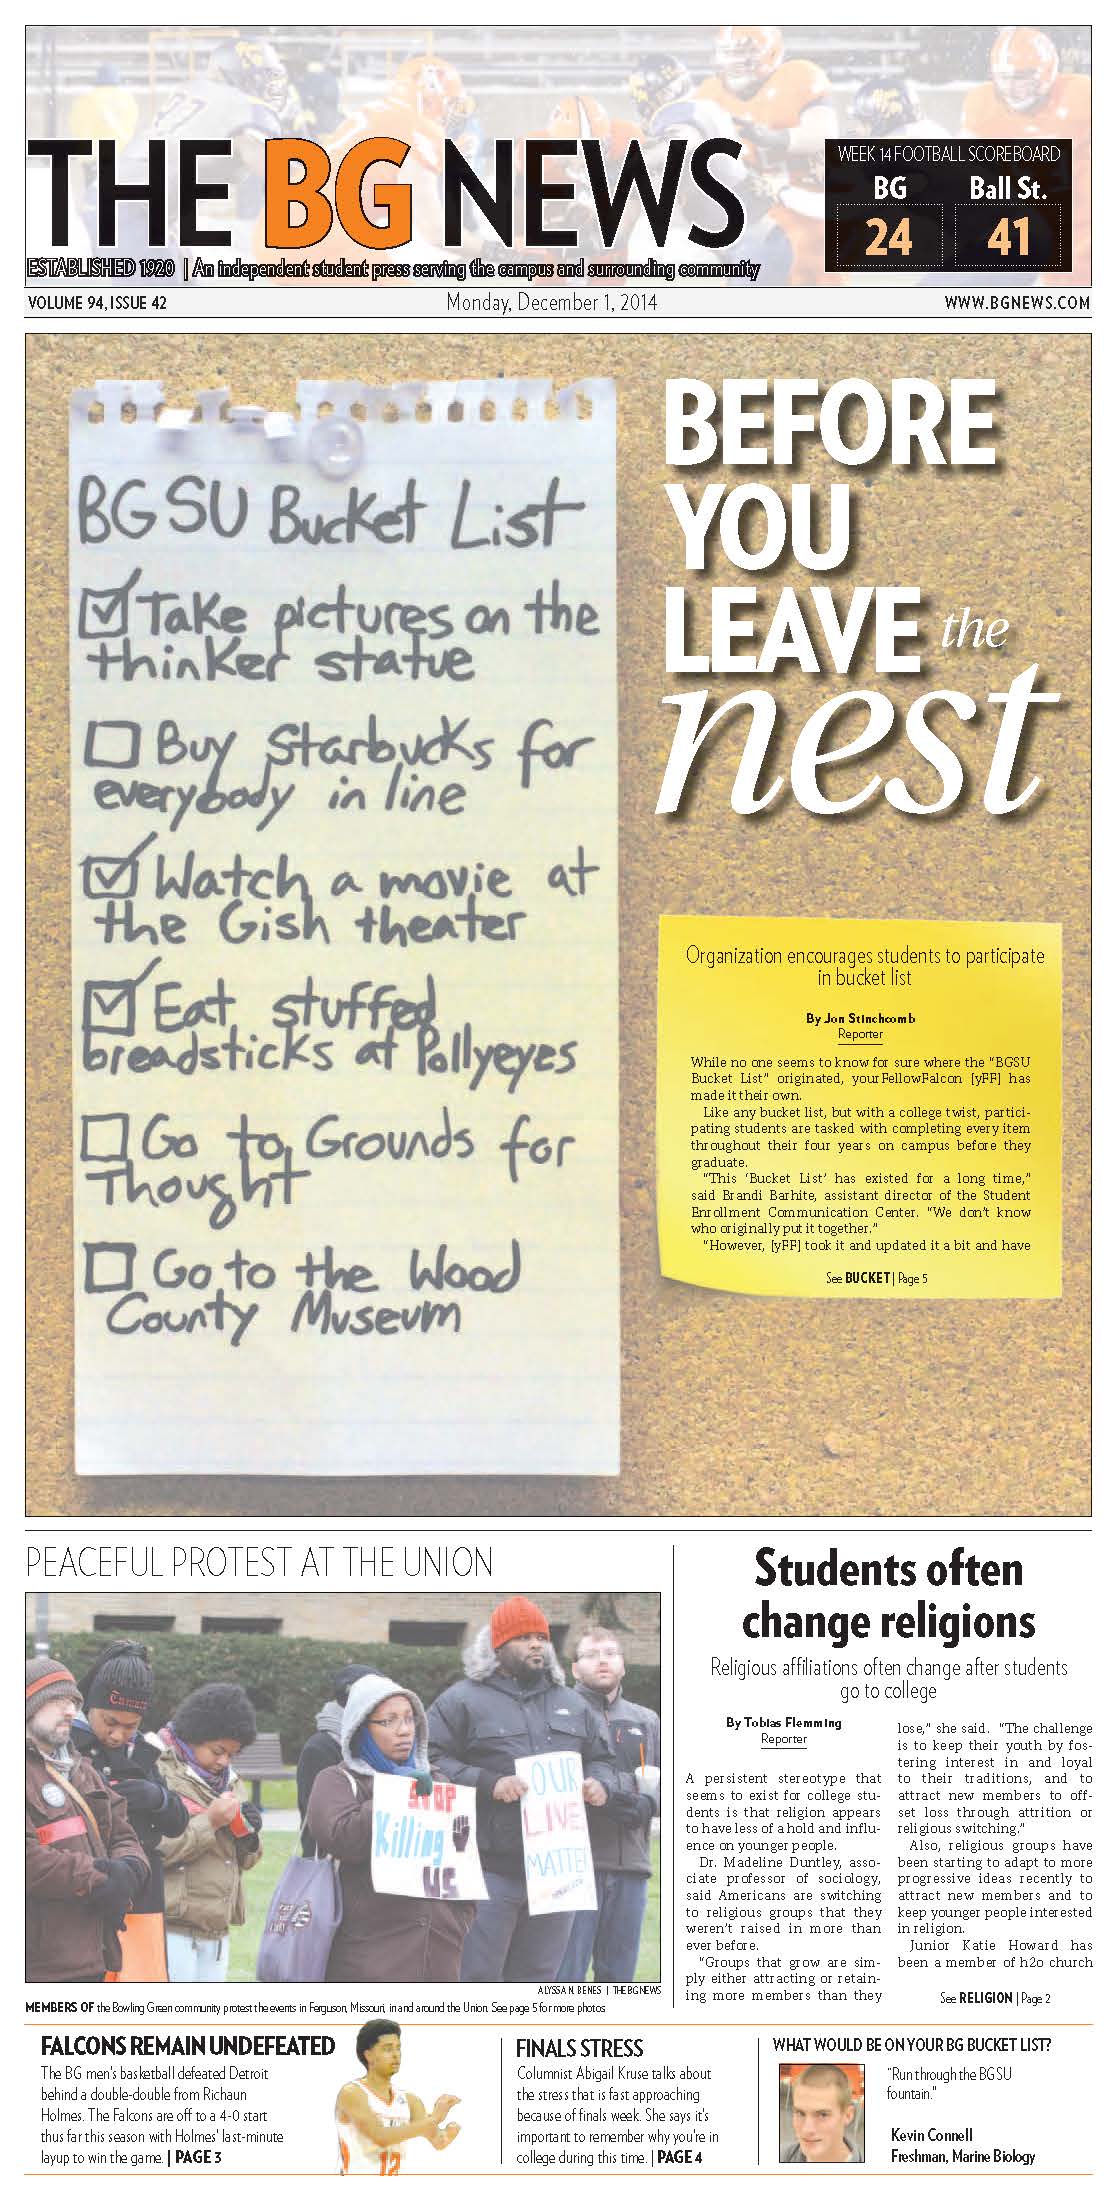 THE BG NEWS
ESTABLISHED 1920 | An independent student press serving the campus and surrounding community
WEEK 14 FOOTBALL SCOREBOARD
BG Ball St.
24 41
VOLUME 94, ISSUE 42 Monday, December 1, 2014 WWW.BGNEWS.COM
BGSU Bucket List
Take pictures on the
thinker statue
Buy Starbucks for
everybody in line
Watch a movie at
the Gish theater
Eat stuffed
breadsticks at Pollyeyes
Go to Grounds for
Thought
Go to the Wood
County Museum
BEFORE
YOU
LEAVE the
nest
Organization encourages students to participate
in bucket list
By Jon Stinchcomb
Reporter
While no one seems to know for sure where the “BGSU
Bucket List” originated, yourFellowFalcon [yFF] has
made it their own.
Like any bucket list, but with a college twist, partici-
pating students are tasked with completing every item
throughout their four years on campus before they
graduate.
“This ‘Bucket List’ has existed for a long time,”
said Brandi Barhite, assistant director of the Student
Enrollment Communication Center. “We don’t know
who originally put it together.”
“However, [yFF] took it and updated it a bit and have
See BUCKET | Page 5
PEACEFUL PROTEST AT THE UNION
STOP
Killing
US
OUR
LIVES
MATTER
ALYSSA N. BENES | THE BG NEWS
MEMBERS OF the Bowling Green community protest the events in Ferguson, Missouri, in and around the Union. See page 5 for more photos
Students often
change religions
Religious affiliations often change after students
go to college
By Tobias Flemming
Reporter
A persistent stereotype that
seems to exist for college stu-
dents is that religion appears
to have less of a hold and influ-
ence on younger people.
Dr. Madeline Duntley, asso-
ciate professor of sociology,
said Americans are switching
to religious groups that they
weren’t raised in more than
ever before.
“Groups that grow are sim-
ply either attracting or retain-
ing more members than they
lose,” she said. “The challenge
is to keep their youth by fos-
tering interest in and loyal
to their traditions, and to
attract new members to off-
set loss through attrition or
religious switching.”
Also, religious groups have
been starting to adapt to more
progressive ideas recently to
attract new members and to
keep younger people interested
in religion.
Junior Katie Howard has
been a member of h2o church
See RELIGION | Page 2
FALCONS REMAIN UNDEFEATED
The BG men’s basketball defeated Detroit
behind a double-double from Richaun
Holmes. The Falcons are off to a 4-0 start
thus far this season with Holmes’ last-minute
layup to win the game. | PAGE 3
12
FINALS STRESS
Columnist Abigail Kruse talks about
the stress that is fast approaching
because of finals week. She says it’s
important to remember why you’re in
college during this time. | PAGE 4
WHAT WOULD BE ON YOUR BG BUCKET LIST?
“Run through the BGSU
fountain.”
Kevin Connell
Freshman, Marine Biology